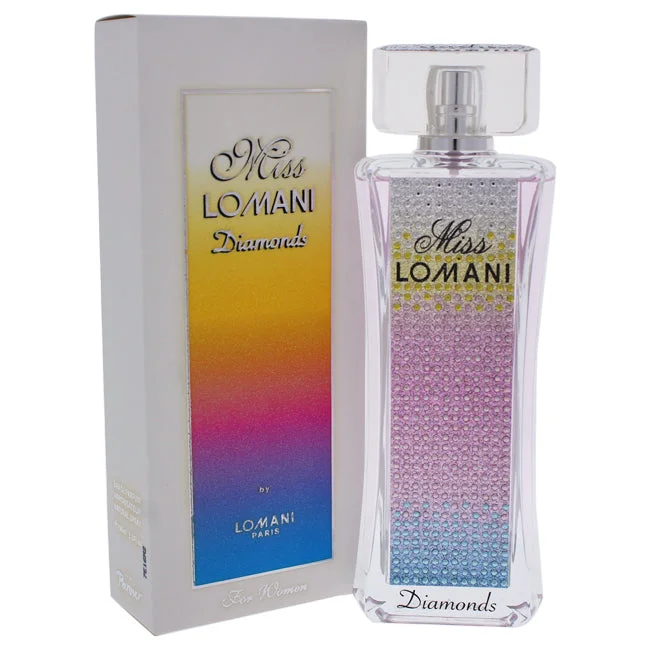 Miss
LOMANI
Diamonds
by
LOMANI
PARIS
For Women
Miss
LOMANI
Diamonds